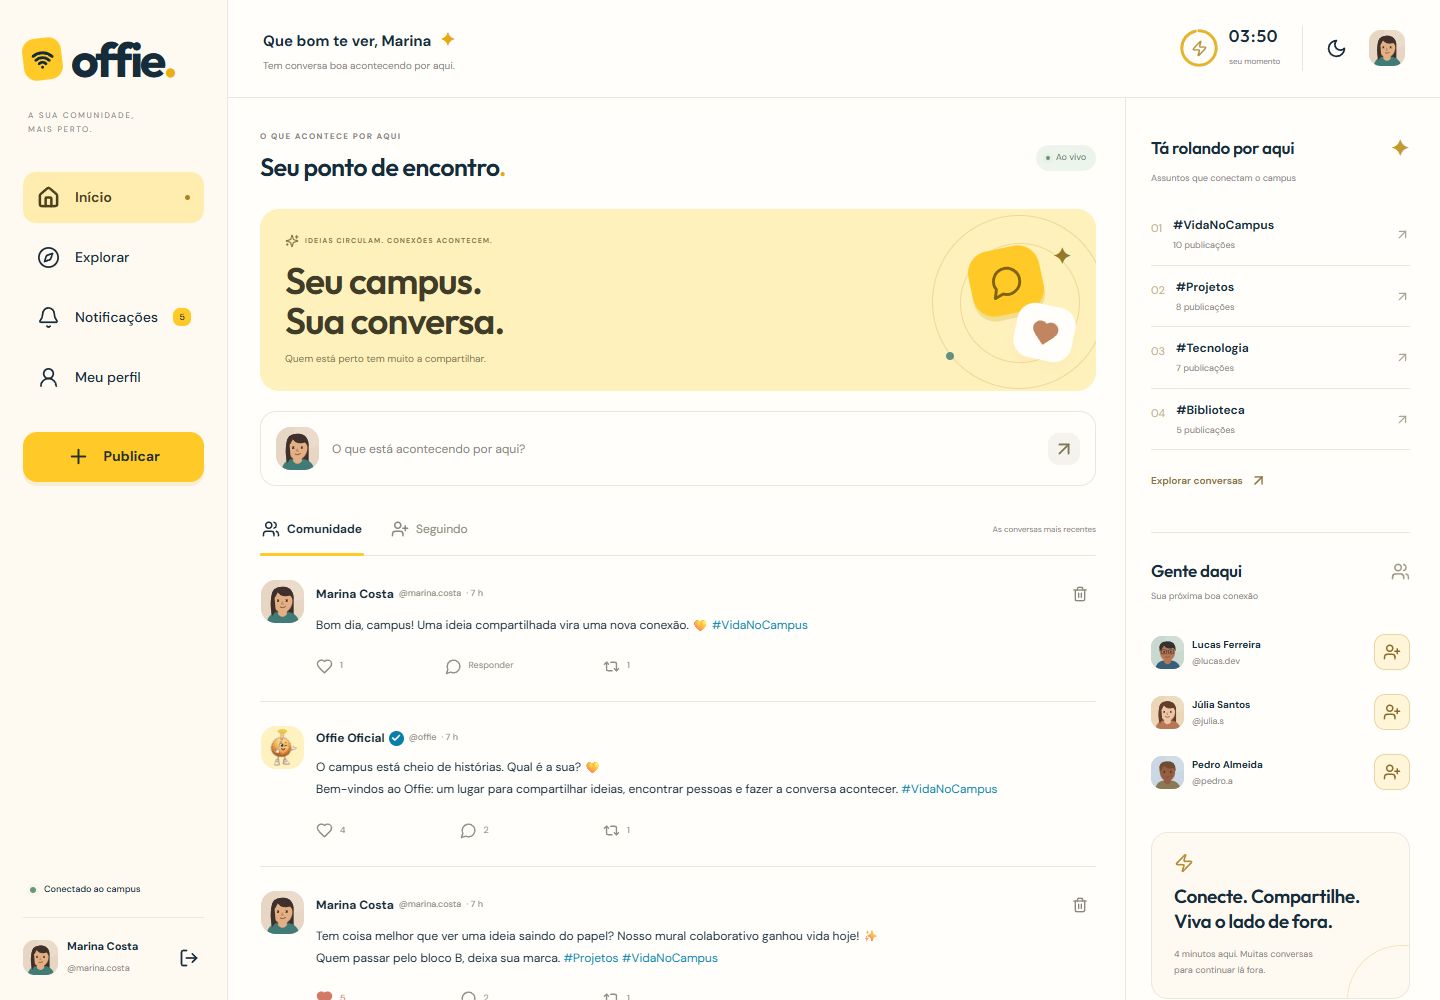 offie.
A SUA COMUNIDADE,
MAIS PERTO.
Início
Explorar
Notificações 5
Meu perfil
Publicar
Conectado ao campus
Marina Costa
@marina.costa
Que bom te ver, Marina
Tem conversa boa acontecendo por aqui.
03:50
seu momento
O QUE ACONTECE POR AQUI
Seu ponto de encontro.
Ao vivo
IDEIAS CIRCULAM. CONEXÕES ACONTECEM.
Seu campus.
Sua conversa.
Quem está perto tem muito a compartilhar.
O que está acontecendo por aqui?
Comunidade
Seguindo
As conversas mais recentes
Marina Costa @marina.costa · 7 h
Bom dia, campus! Uma ideia compartilhada vira uma nova conexão. 🧡 #VidaNoCampus
1 Responder 1
Offie Oficial @offie · 7 h
O campus está cheio de histórias. Qual é a sua? 🧡
Bem-vindos ao Offie: um lugar para compartilhar ideias, encontrar pessoas e fazer a conversa acontecer. #VidaNoCampus
4 2 1
Marina Costa @marina.costa · 7 h
Tem coisa melhor que ver uma ideia saindo do papel? Nosso mural colaborativo ganhou vida hoje! ✨
Quem passar pelo bloco B, deixa sua marca. #Projetos #VidaNoCampus
5 2 1
Tá rolando por aqui
Assuntos que conectam o campus
01 #VidaNoCampus
10 publicações
02 #Projetos
8 publicações
03 #Tecnologia
7 publicações
04 #Biblioteca
5 publicações
Explorar conversas
Gente daqui
Sua próxima boa conexão
Lucas Ferreira
@lucas.dev
Júlia Santos
@julia.s
Pedro Almeida
@pedro.a
Conecte. Compartilhe.
Viva o lado de fora.
4 minutos aqui. Muitas conversas
para continuar lá fora.